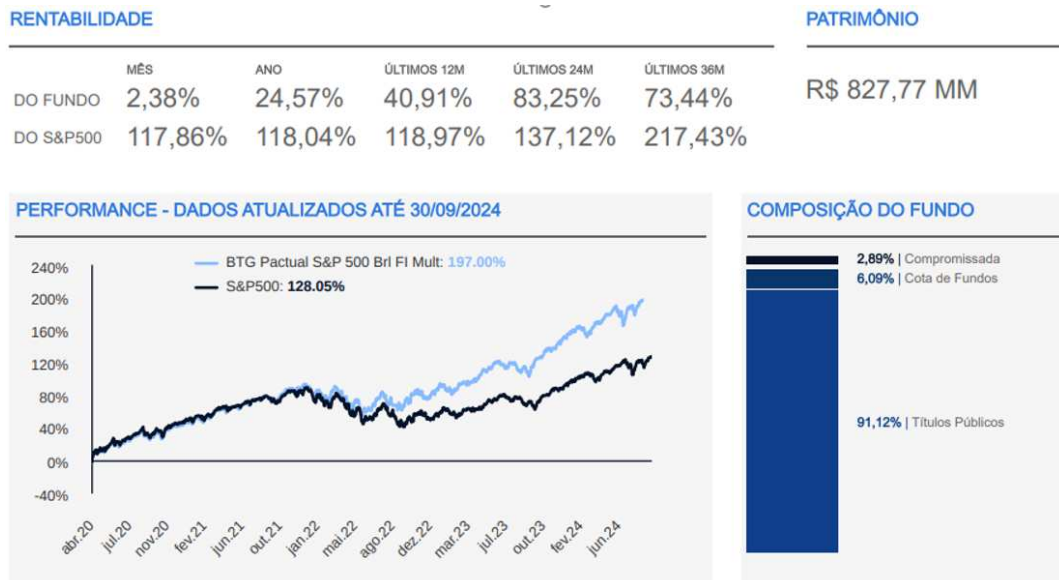 RENTABILIDADE
MÊS ANO ÚLTIMOS 12M ÚLTIMOS 24M ÚLTIMOS 36M
DO FUNDO 2,38% 24,57% 40,91% 83,25% 73,44%
DO S&P500 117,86% 118,04% 118,97% 137,12% 217,43%
PATRIMÔNIO
R$ 827,77 MM
PERFORMANCE - DADOS ATUALIZADOS ATÉ 30/09/2024
BTG Pactual S&P 500 Brl FI Mult: 197.00%
S&P500: 128.05%
240%
200%
160%
120%
80%
40%
0%
-40%
abr.20 jul.20 nov.20 fev.21 jun.21 out.21 jan.22 mai.22 ago.22 dez.22 mar.23 jul.23 out.23 fev.24 jun.24
COMPOSIÇÃO DO FUNDO
2,89% | Compromissada
6,09% | Cota de Fundos
91,12% | Títulos Públicos